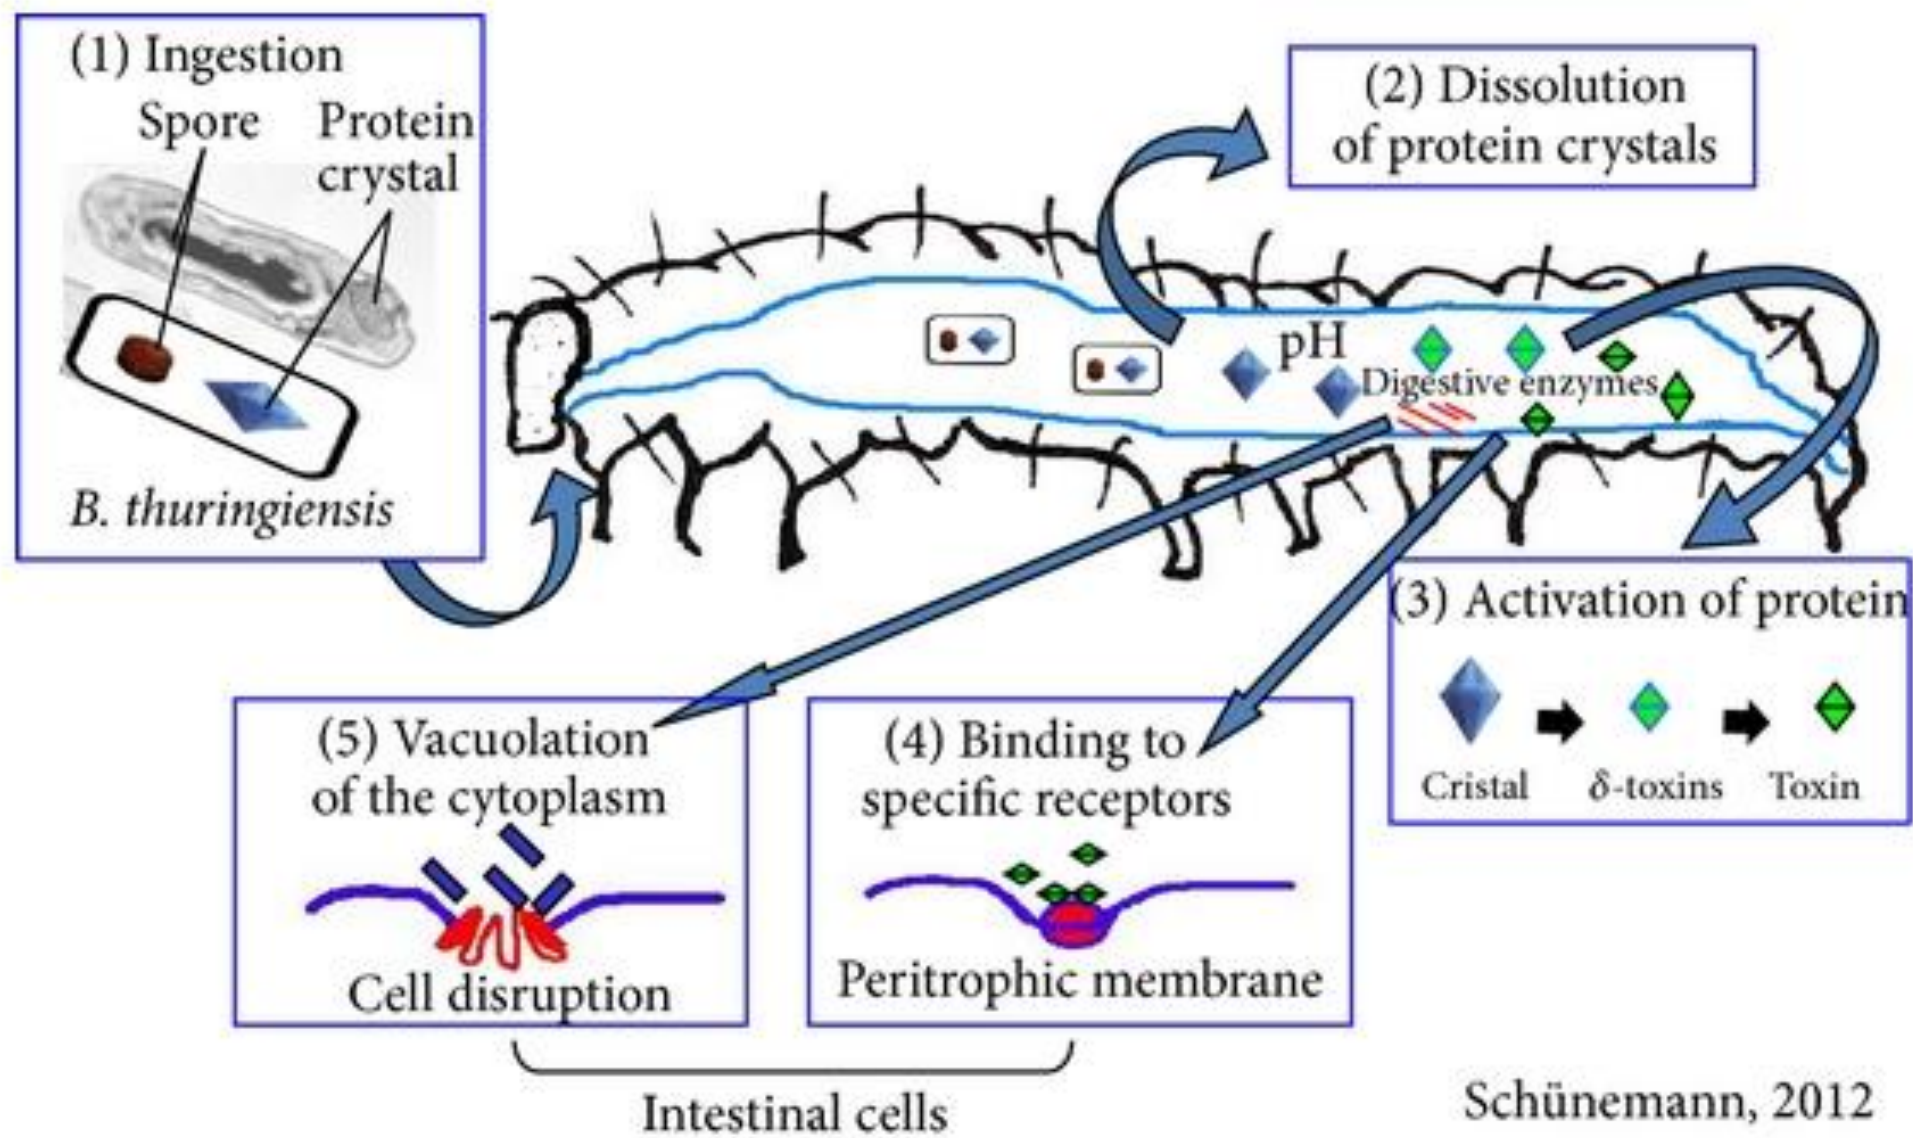 (1) Ingestion
Spore
Protein
crystal
B. thuringiensis
(2) Dissolution
of protein crystals
pH
Digestive enzymes
(3) Activation of protein
Cristal
δ-toxins
Toxin
(5) Vacuolation
of the cytoplasm
Cell disruption
(4) Binding to
specific receptors
Peritrophic membrane
Intestinal cells
Schünemann, 2012